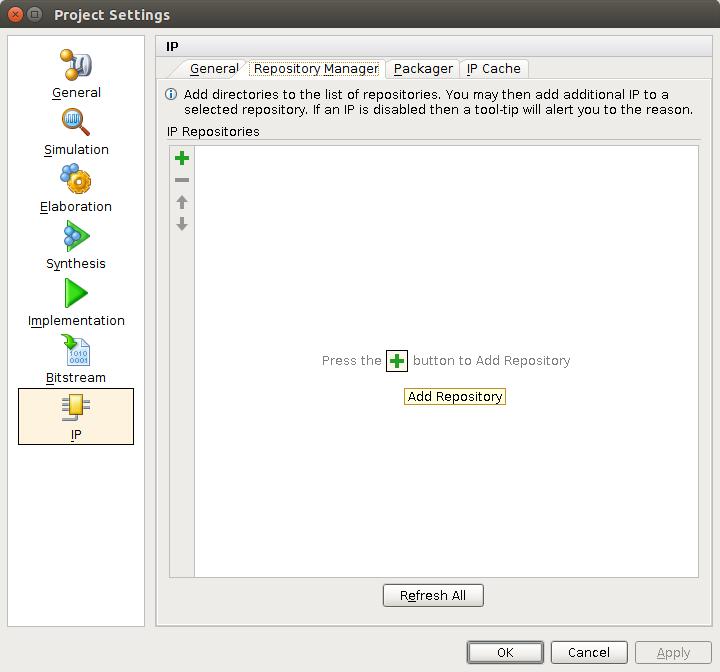 Project Settings
General
Simulation
Elaboration
Synthesis
Implementation
1010
0001
Bitstream
IP
IP
General
Repository Manager
Packager
IP Cache
Add directories to the list of repositories. You may then add additional IP to a
selected repository. If an IP is disabled then a tool-tip will alert you to the reason.
IP Repositories
Press the button to Add Repository
Add Repository
Refresh All
OK
Cancel
Apply